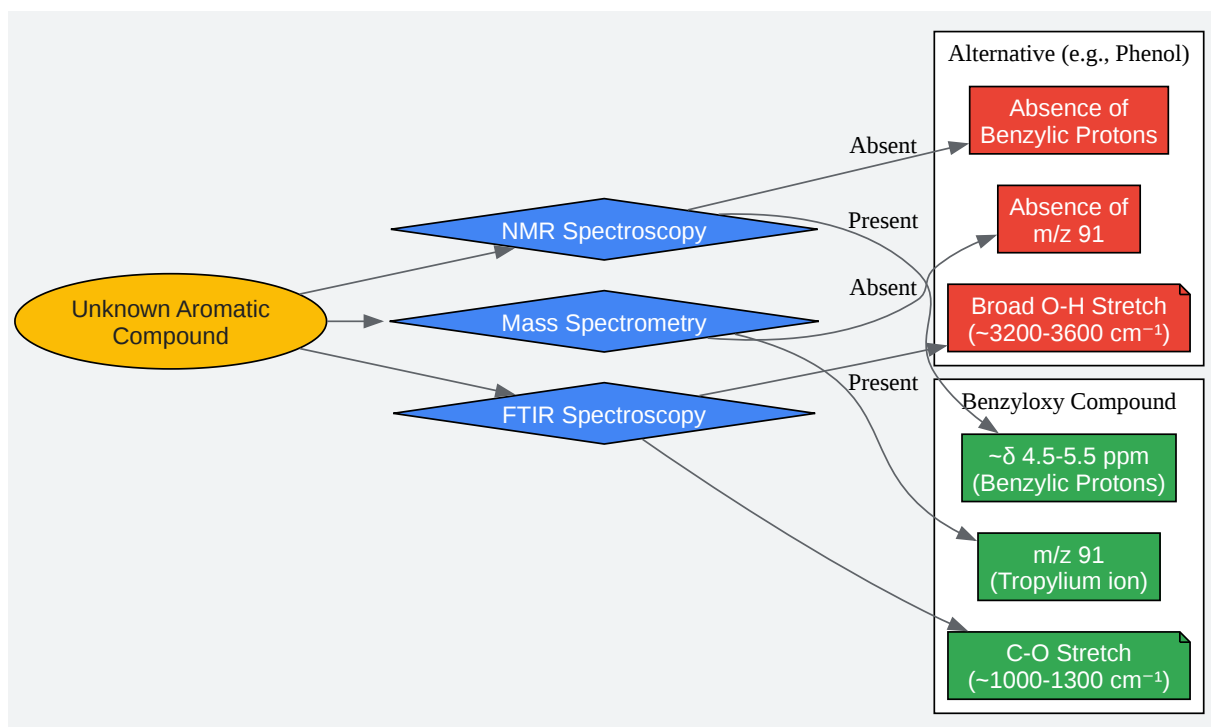 Unknown Aromatic
Compound
NMR Spectroscopy
Mass Spectrometry
FTIR Spectroscopy
Absent
Present
Absent
Present
Alternative (e.g., Phenol)
Absence of
Benzylic Protons
Absence of
m/z 91
Broad O-H Stretch
(~3200-3600 cm⁻¹)
Benzyloxy Compound
~δ 4.5-5.5 ppm
(Benzylic Protons)
m/z 91
(Tropylium ion)
C-O Stretch
(~1000-1300 cm⁻¹)